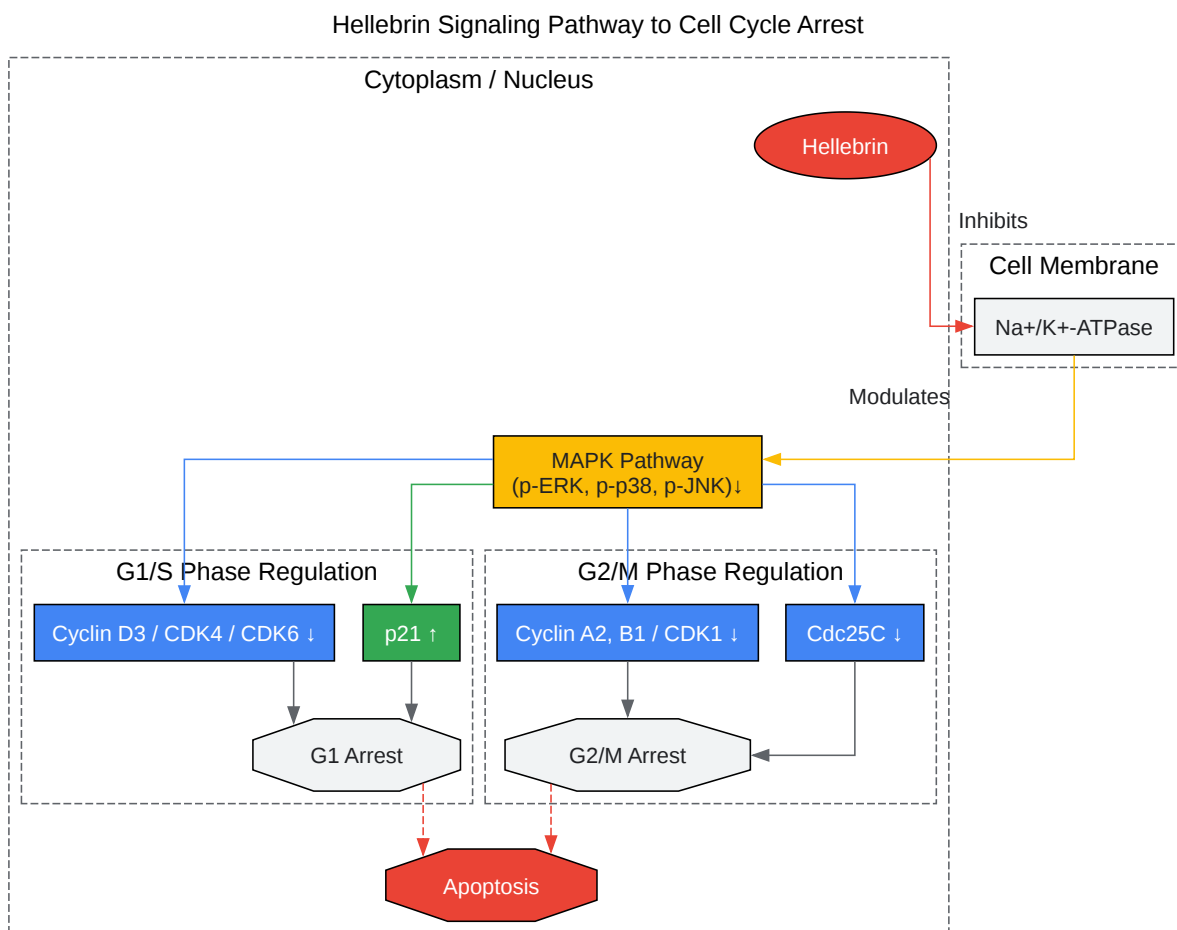 Hellebrin Signaling Pathway to Cell Cycle Arrest
Cytoplasm / Nucleus
Hellebrin
Inhibits
Cell Membrane
Na+/K+-ATPase
Modulates
MAPK Pathway
(p-ERK, p-p38, p-JNK)↓
G1/S Phase Regulation
G2/M Phase Regulation
Cyclin D3 / CDK4 / CDK6 ↓
p21 ↑
Cyclin A2, B1 / CDK1 ↓
Cdc25C ↓
G1 Arrest
G2/M Arrest
Apoptosis